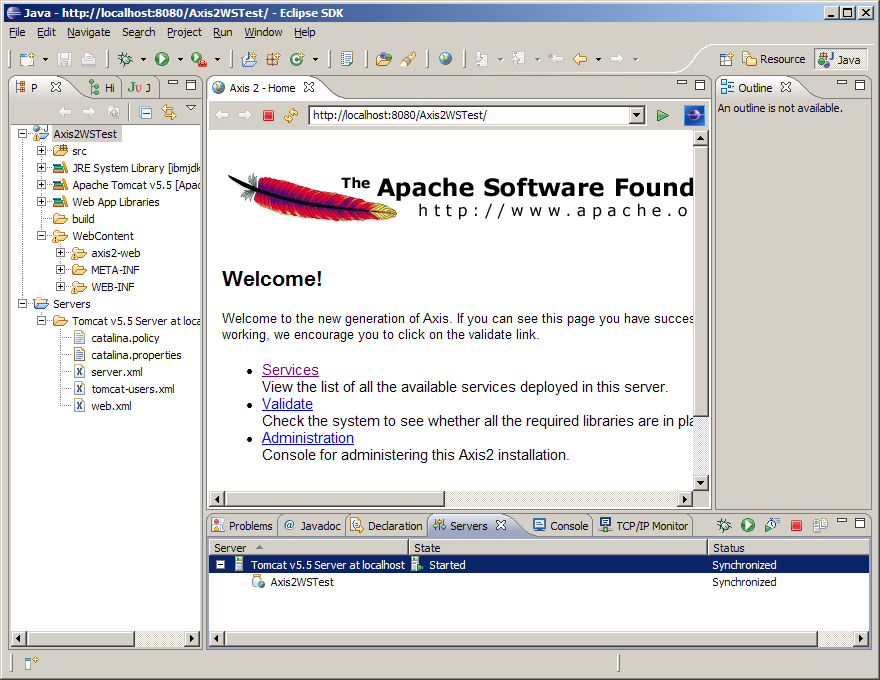 Java - http://localhost:8080/Axis2WSTest/ - Eclipse SDK
File Edit Navigate Search Project Run Window Help
Resource Java
P Hi JU J
Axis 2 - Home
Outline
http://localhost:8080/Axis2WSTest/
An outline is not available.
Axis2WSTest
src
JRE System Library [ibmjdk
Apache Tomcat v5.5 [Apac
Web App Libraries
build
WebContent
axis2-web
META-INF
WEB-INF
Servers
Tomcat v5.5 Server at loca
catalina.policy
catalina.properties
server.xml
tomcat-users.xml
web.xml
The Apache Software Found
http://www.apache.o
Welcome!
Welcome to the new generation of Axis. If you can see this page you have succes
working, we encourage you to click on the validate link.
Services
View the list of all the available services deployed in this server.
Validate
Check the system to see whether all the required libraries are in pla
Administration
Console for administering this Axis2 installation.
Problems @ Javadoc Declaration Servers Console TCP/IP Monitor
Server State Status
Tomcat v5.5 Server at localhost Started Synchronized
Axis2WSTest Synchronized